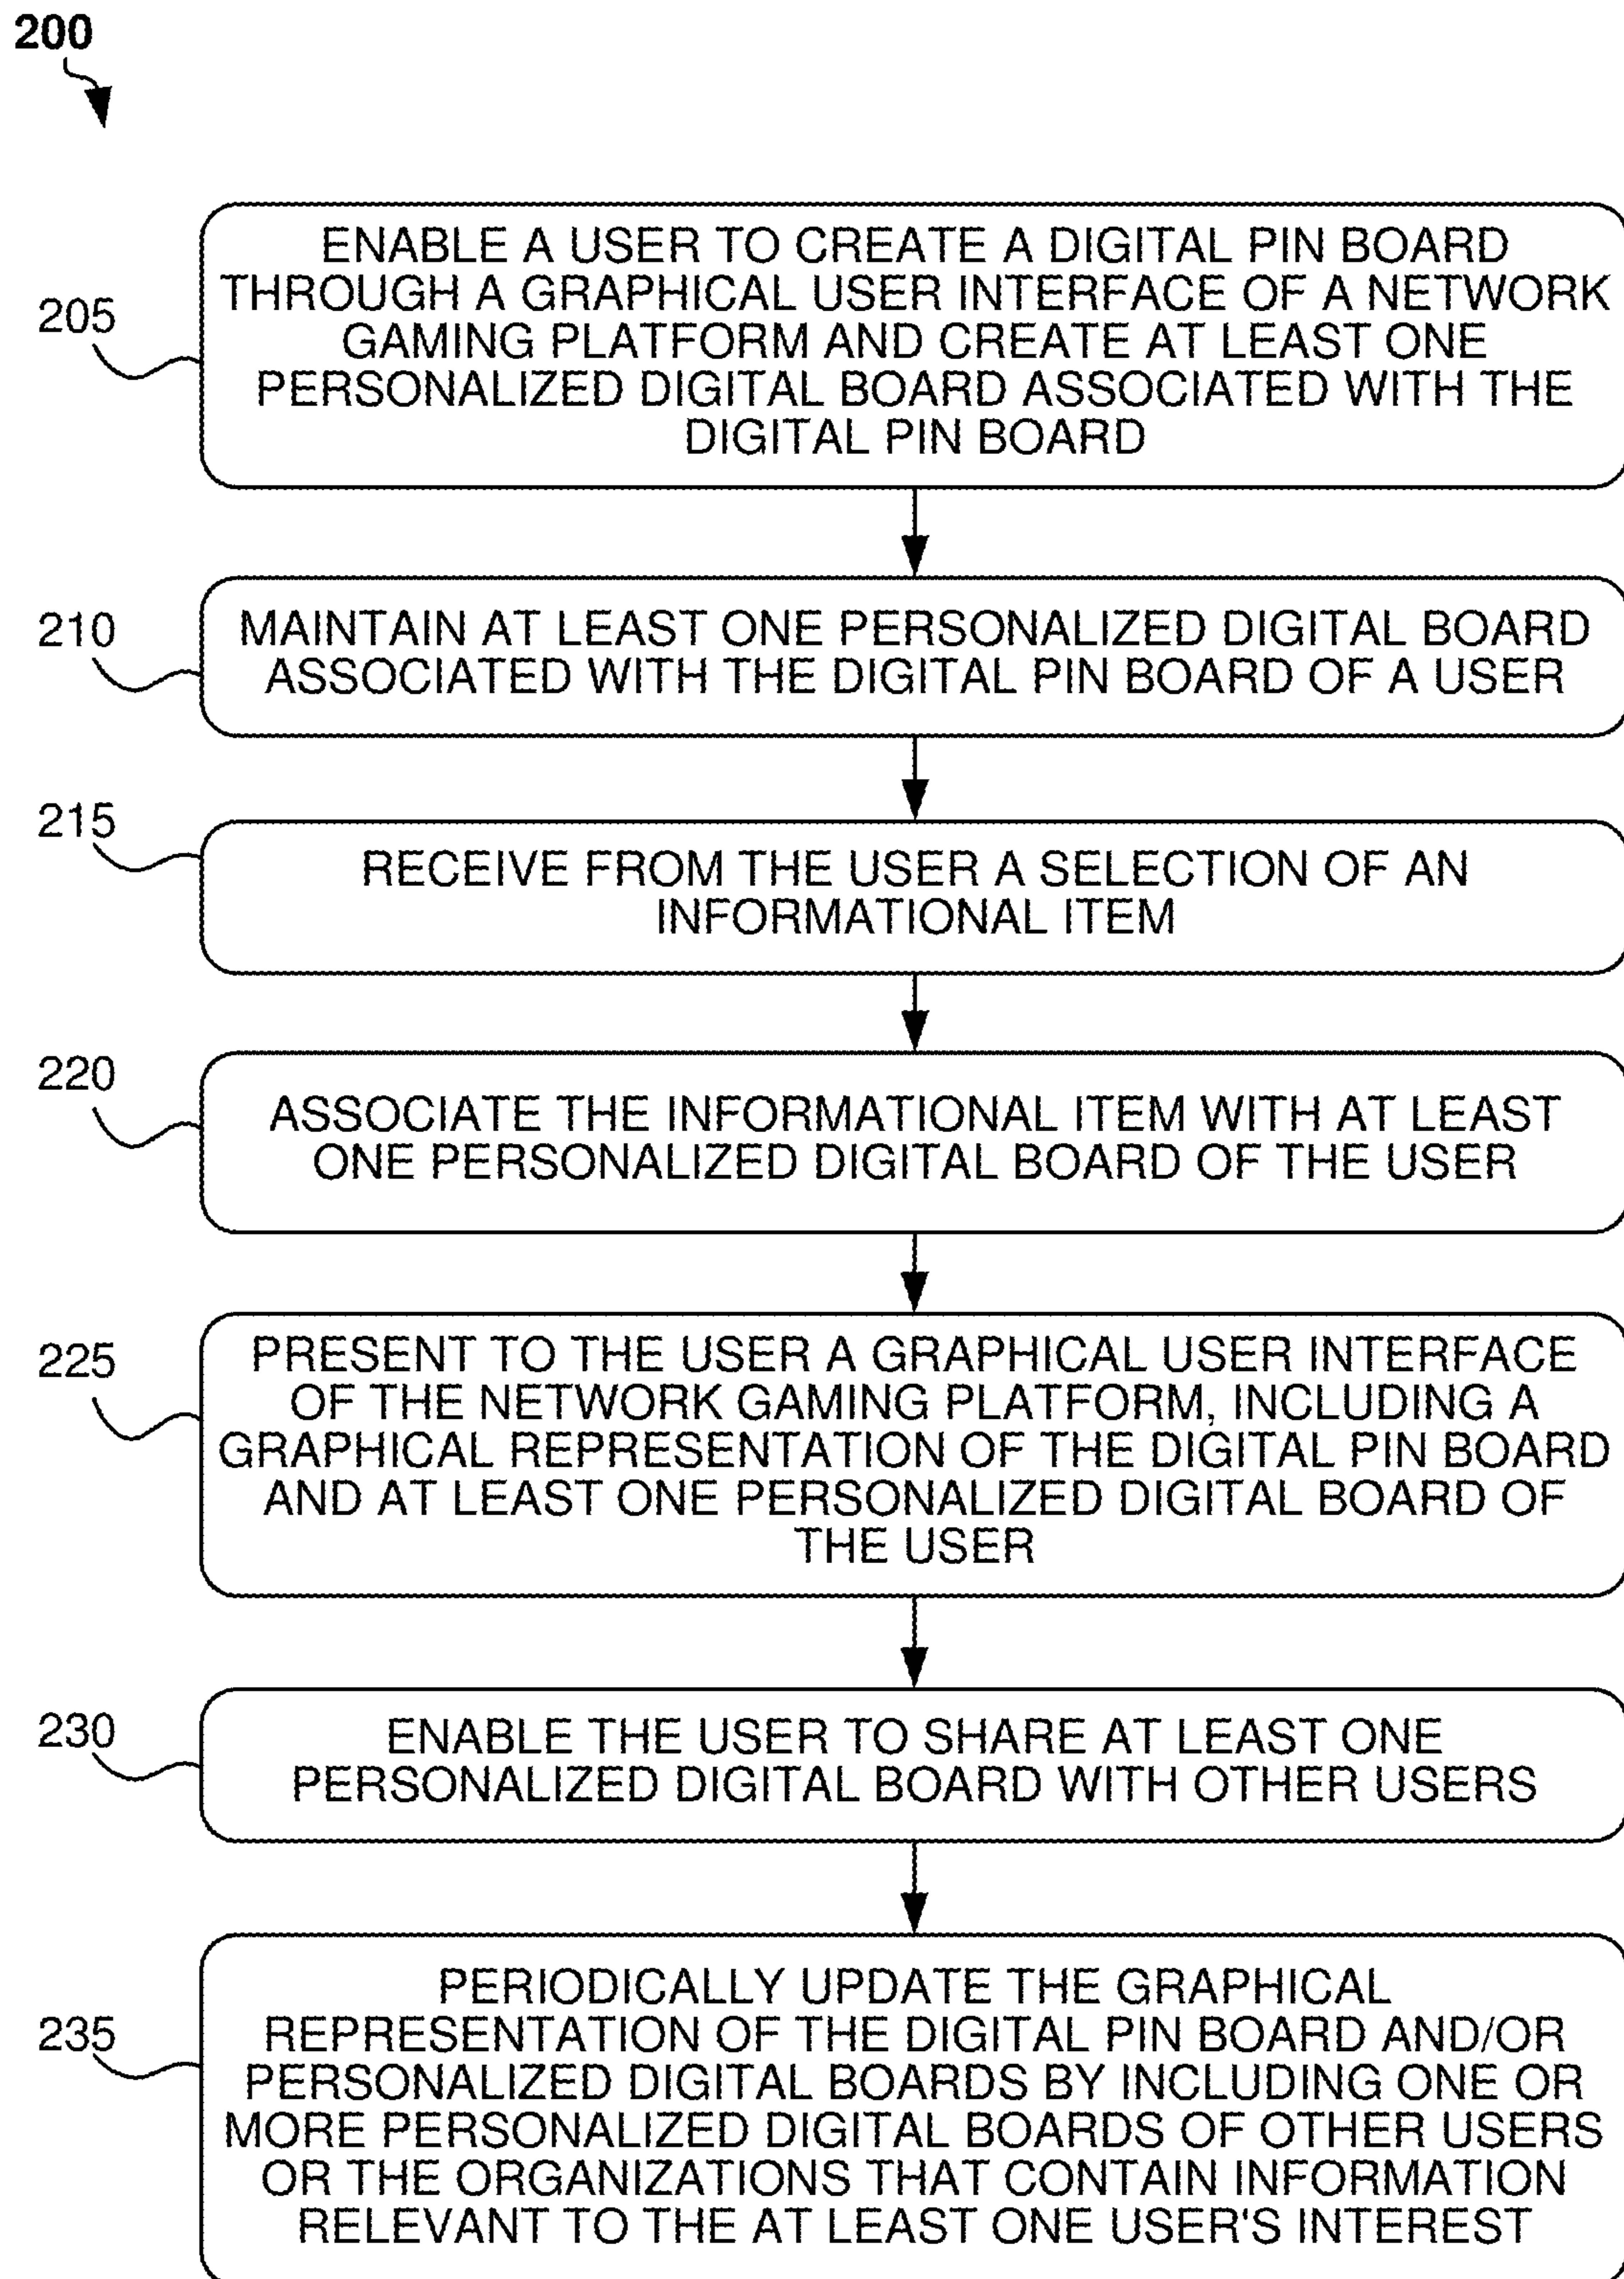 200
205
ENABLE A USER TO CREATE A DIGITAL PIN BOARD
THROUGH A GRAPHICAL USER INTERFACE OF A NETWORK
GAMING PLATFORM AND CREATE AT LEAST ONE
PERSONALIZED DIGITAL BOARD ASSOCIATED WITH THE
DIGITAL PIN BOARD
210
MAINTAIN AT LEAST ONE PERSONALIZED DIGITAL BOARD
ASSOCIATED WITH THE DIGITAL PIN BOARD OF A USER
215
RECEIVE FROM THE USER A SELECTION OF AN
INFORMATIONAL ITEM
220
ASSOCIATE THE INFORMATIONAL ITEM WITH AT LEAST
ONE PERSONALIZED DIGITAL BOARD OF THE USER
225
PRESENT TO THE USER A GRAPHICAL USER INTERFACE
OF THE NETWORK GAMING PLATFORM, INCLUDING A
GRAPHICAL REPRESENTATION OF THE DIGITAL PIN BOARD
AND AT LEAST ONE PERSONALIZED DIGITAL BOARD OF
THE USER
230
ENABLE THE USER TO SHARE AT LEAST ONE
PERSONALIZED DIGITAL BOARD WITH OTHER USERS
235
PERIODICALLY UPDATE THE GRAPHICAL
REPRESENTATION OF THE DIGITAL PIN BOARD AND/OR
PERSONALIZED DIGITAL BOARDS BY INCLUDING ONE OR
MORE PERSONALIZED DIGITAL BOARDS OF OTHER USERS
OR THE ORGANIZATIONS THAT CONTAIN INFORMATION
RELEVANT TO THE AT LEAST ONE USER'S INTEREST